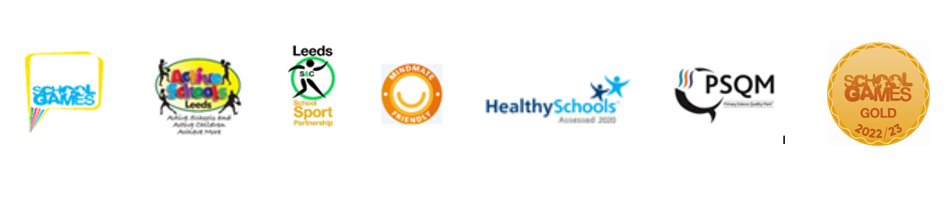 SCHOOL
GAMES
Active
Schools
Leeds
Active Schools and
Active Children
Achieve More
Leeds
S&C
School
Sport
Partnership
MINDMATE
FRIENDLY
HealthySchools
Assessed 2020
PSQM
Primary Science Quality Mark
SCHOOL
GAMES
GOLD
2022/23